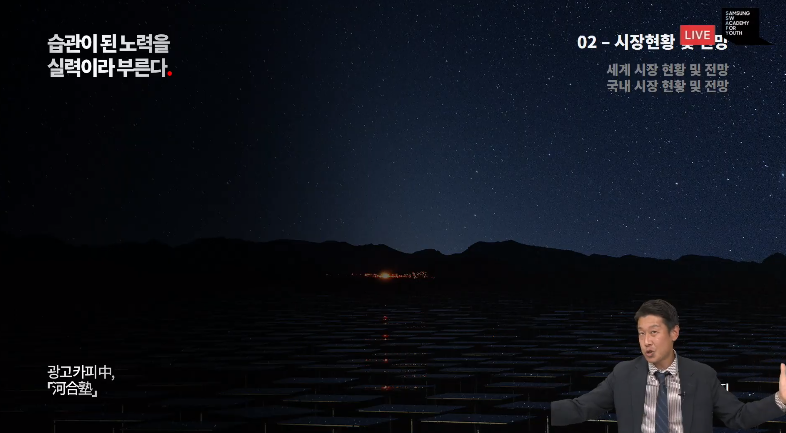 습관이 된 노력을
실력이라 부른다.
02 – 시장현황 및 전망
세계 시장 현황 및 전망
국내 시장 현황 및 전망
LIVE
SAMSUNG
SW
ACADEMY
FOR
YOUTH
광고카피中,
『河合塾』